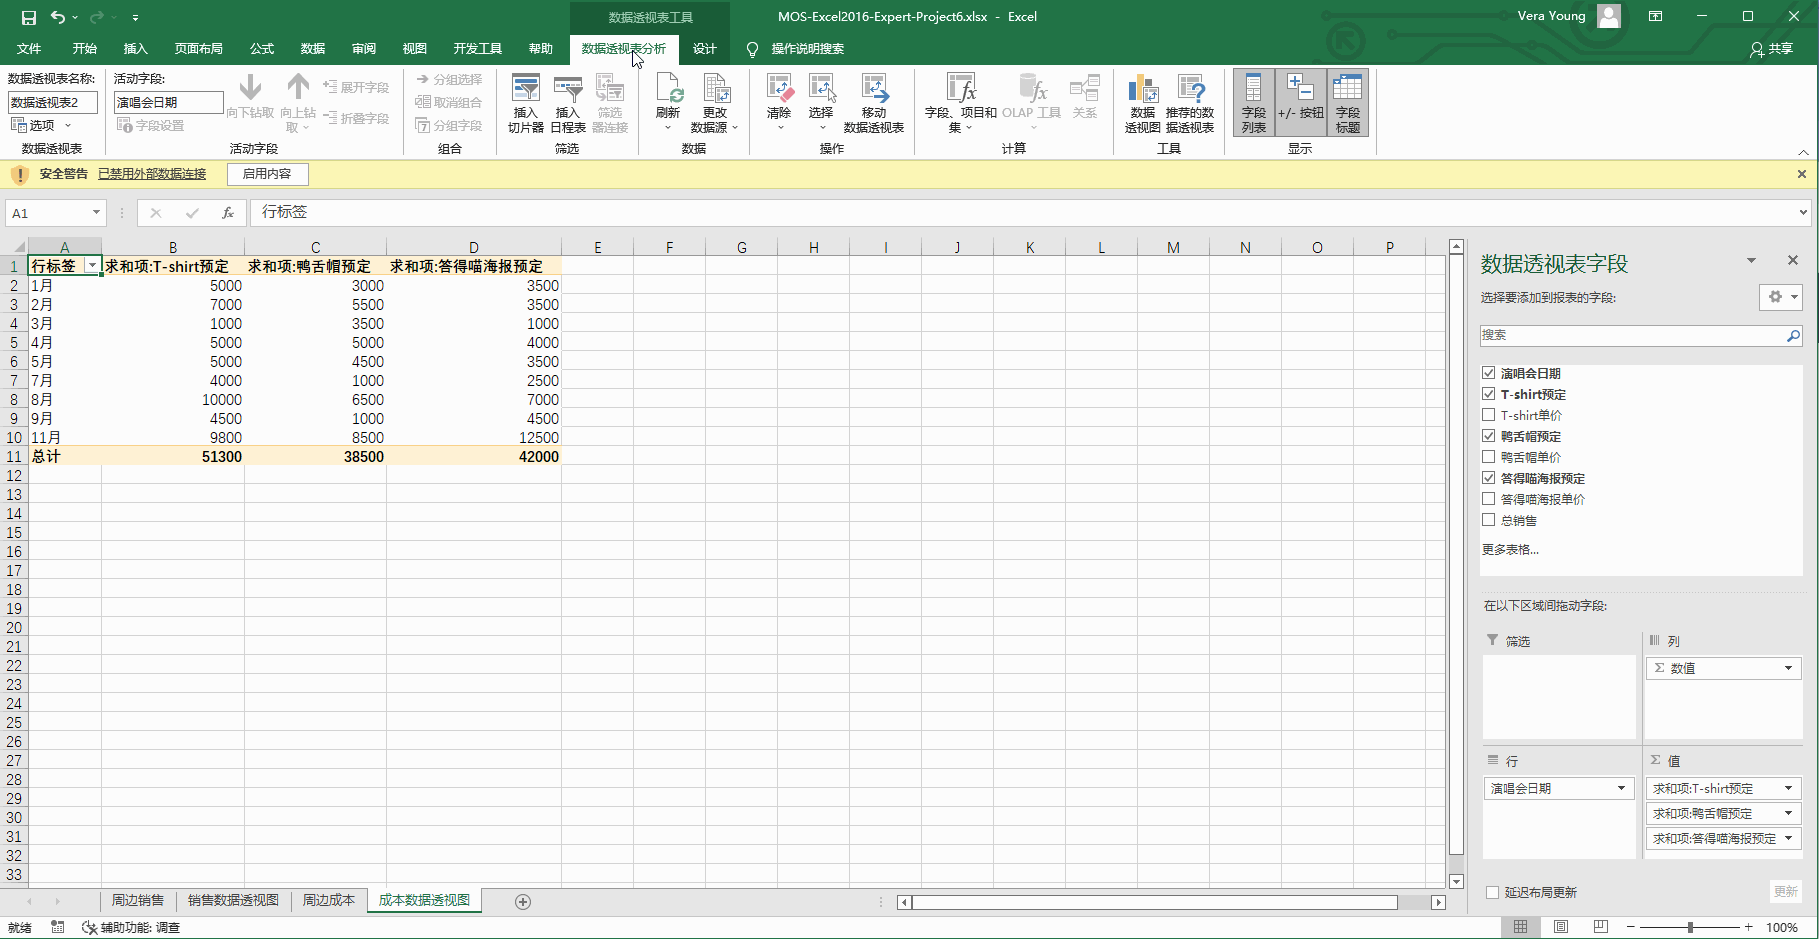 数据透视表工具
MOS-Excel2016-Expert-Project6.xlsx - Excel
Vera Young
文件 开始 插入 页面布局 公式 数据 审阅 视图 开发工具 帮助 数据透视表分析 设计 操作说明搜索 共享
数据透视表名称:
数据透视表2
选项
数据透视表
活动字段:
演唱会日期
字段设置
向下钻取
向上钻取
展开字段
折叠字段
活动字段
分组选择
取消组合
分组字段
组合
插入切片器
插入日程表
筛选器连接
筛选
刷新
更改数据源
数据
清除
选择
移动数据透视表
操作
字段、项目和集
OLAP 工具
关系
计算
数据透视图
推荐的数据透视表
工具
字段列表
+/- 按钮
字段标题
显示
安全警告 已禁用外部数据连接 启用内容
A1 fx 行标签
A B C D E F G H I J K L M N O P
1 行标签 求和项:T-shirt预定 求和项:鸭舌帽预定 求和项:答得喵海报预定
2 1月 5000 3000 3500
3 2月 7000 5500 3500
4 3月 1000 3500 1000
5 4月 5000 5000 4000
6 5月 5000 4500 3500
7 7月 4000 1000 2500
8 8月 10000 6500 7000
9 9月 4500 1000 4500
10 11月 9800 8500 12500
11 总计 51300 38500 42000
12
13
14
15
16
17
18
19
20
21
22
23
24
25
26
27
28
29
30
31
32
33
数据透视表字段
选择要添加到报表的字段:
搜索
演唱会日期
T-shirt预定
T-shirt单价
鸭舌帽预定
鸭舌帽单价
答得喵海报预定
答得喵海报单价
总销售
更多表格...
在以下区域间拖动字段:
筛选
列
Σ 数值
行
演唱会日期
Σ 值
求和项:T-shirt预定
求和项:鸭舌帽预定
求和项:答得喵海报预定
延迟布局更新 更新
周边销售 销售数据透视图 周边成本 成本数据透视图
就绪 辅助功能: 调查 100%